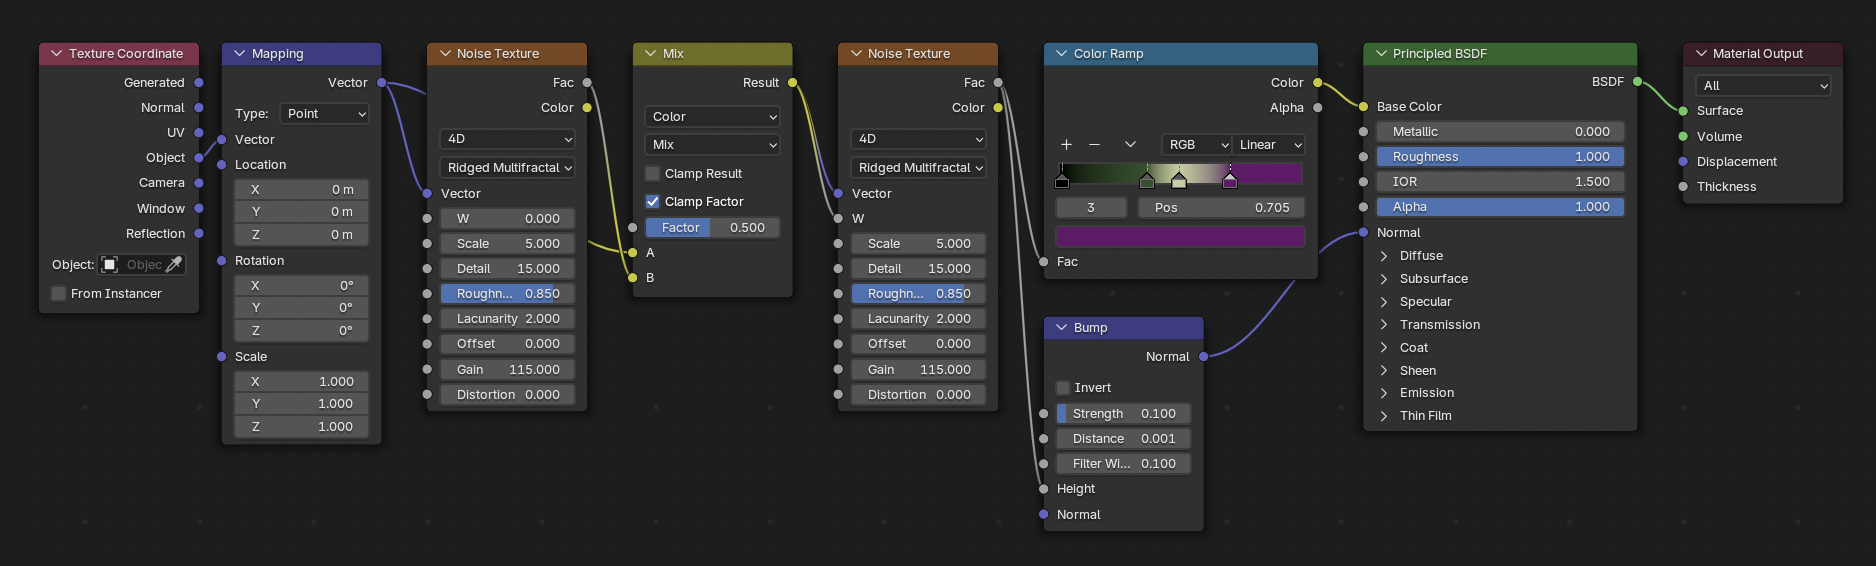 Texture Coordinate
Generated
Normal
UV
Object
Camera
Window
Reflection
Object: Objec
From Instancer
Mapping
Vector
Type: Point
Vector
Location
X 0 m
Y 0 m
Z 0 m
Rotation
X 0°
Y 0°
Z 0°
Scale
X 1.000
Y 1.000
Z 1.000
Noise Texture
Fac
Color
4D
Ridged Multifractal
Vector
W 0.000
Scale 5.000
Detail 15.000
Roughn... 0.850
Lacunarity 2.000
Offset 0.000
Gain 115.000
Distortion 0.000
Mix
Result
Color
Mix
Clamp Result
Clamp Factor
Factor 0.500
A
B
Noise Texture
Fac
Color
4D
Ridged Multifractal
Vector
W
Scale 5.000
Detail 15.000
Roughn... 0.850
Lacunarity 2.000
Offset 0.000
Gain 115.000
Distortion 0.000
Color Ramp
Color
Alpha
RGB Linear
3 Pos 0.705
Fac
Bump
Normal
Invert
Strength 0.100
Distance 0.001
Filter Wi... 0.100
Height
Normal
Principled BSDF
BSDF
Base Color
Metallic 0.000
Roughness 1.000
IOR 1.500
Alpha 1.000
Normal
Diffuse
Subsurface
Specular
Transmission
Coat
Sheen
Emission
Thin Film
Material Output
All
Surface
Volume
Displacement
Thickness